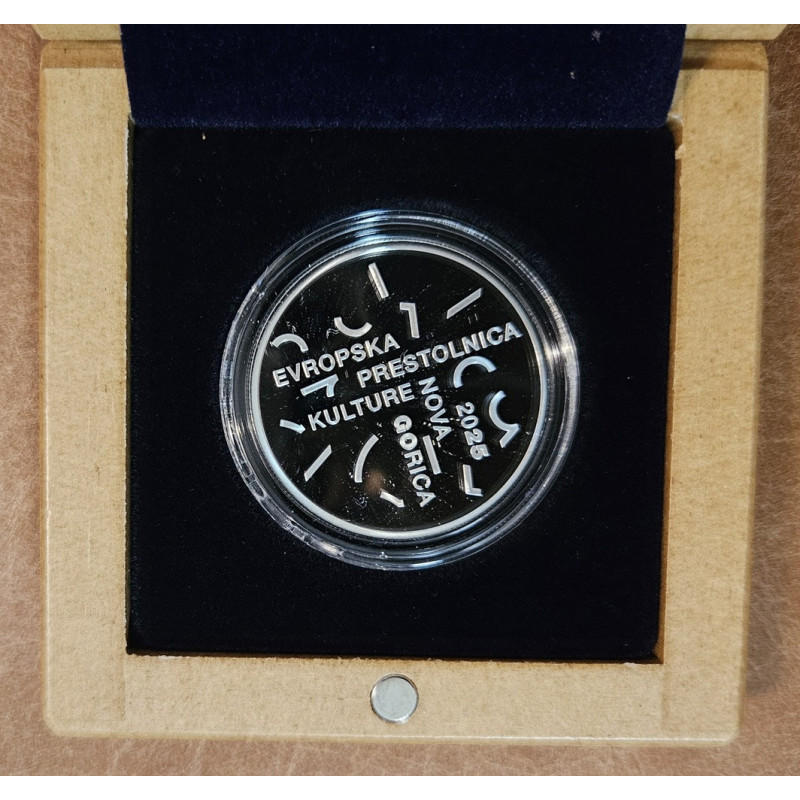 EVROPSKA
PRESTOLNICA
KULTURE
NOVA
GORICA
2025